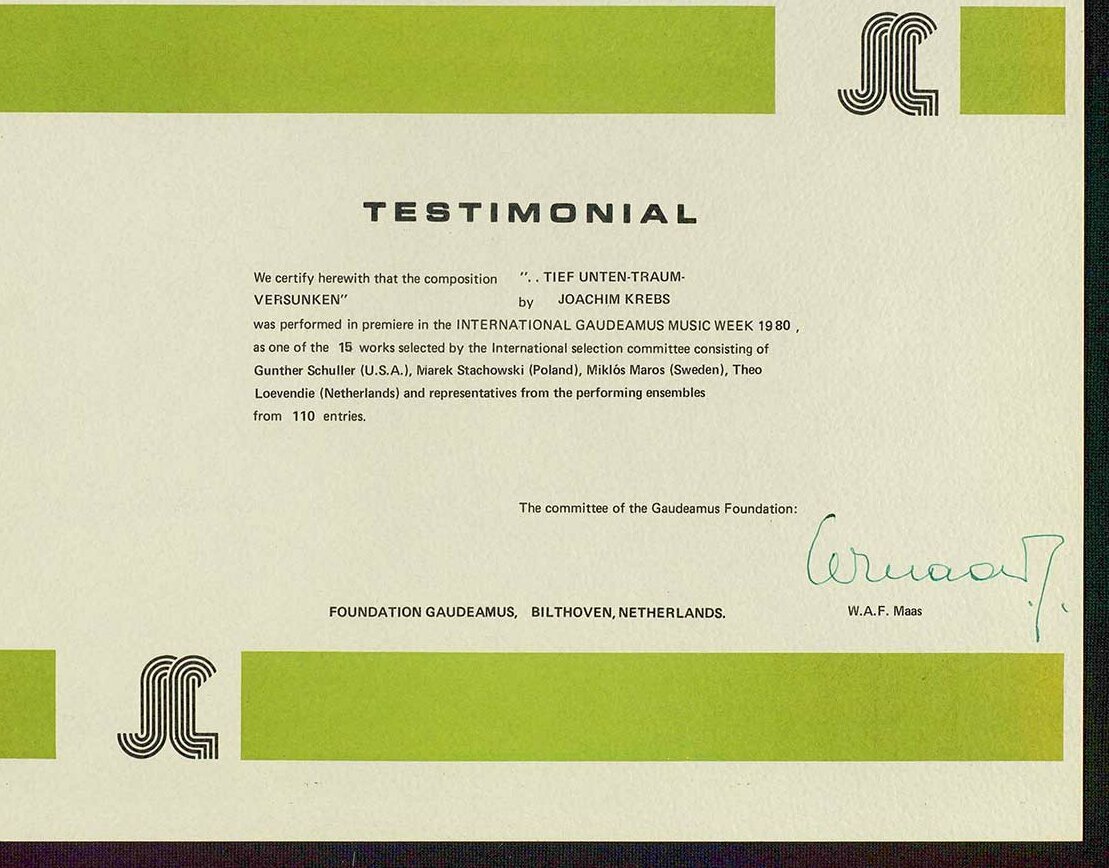 TESTIMONIAL
We certify herewith that the composition ". . TIEF UNTEN-TRAUM-
VERSUNKEN" by JOACHIM KREBS
was performed in premiere in the INTERNATIONAL GAUDEAMUS MUSIC WEEK 1980 ,
as one of the 15 works selected by the International selection committee consisting of
Gunther Schuller (U.S.A.), Marek Stachowski (Poland), Miklós Maros (Sweden), Theo
Loevendie (Netherlands) and representatives from the performing ensembles
from 110 entries.
The committee of the Gaudeamus Foundation:
FOUNDATION GAUDEAMUS, BILTHOVEN, NETHERLANDS. W.A.F. Maas